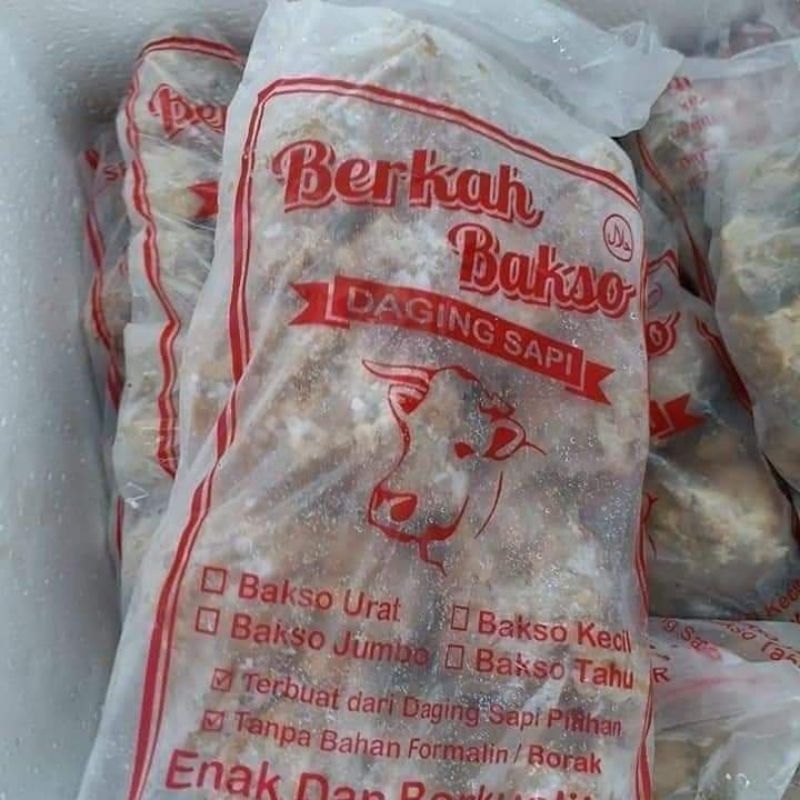 Berkah
Bakso
حلال
DAGING SAPI
Bakso Urat
Bakso Kecil
Bakso Jumbo
Bakso Tahu
Terbuat dari Daging Sapi Pilihan
Tanpa Bahan Formalin / Borak
Enak Dan